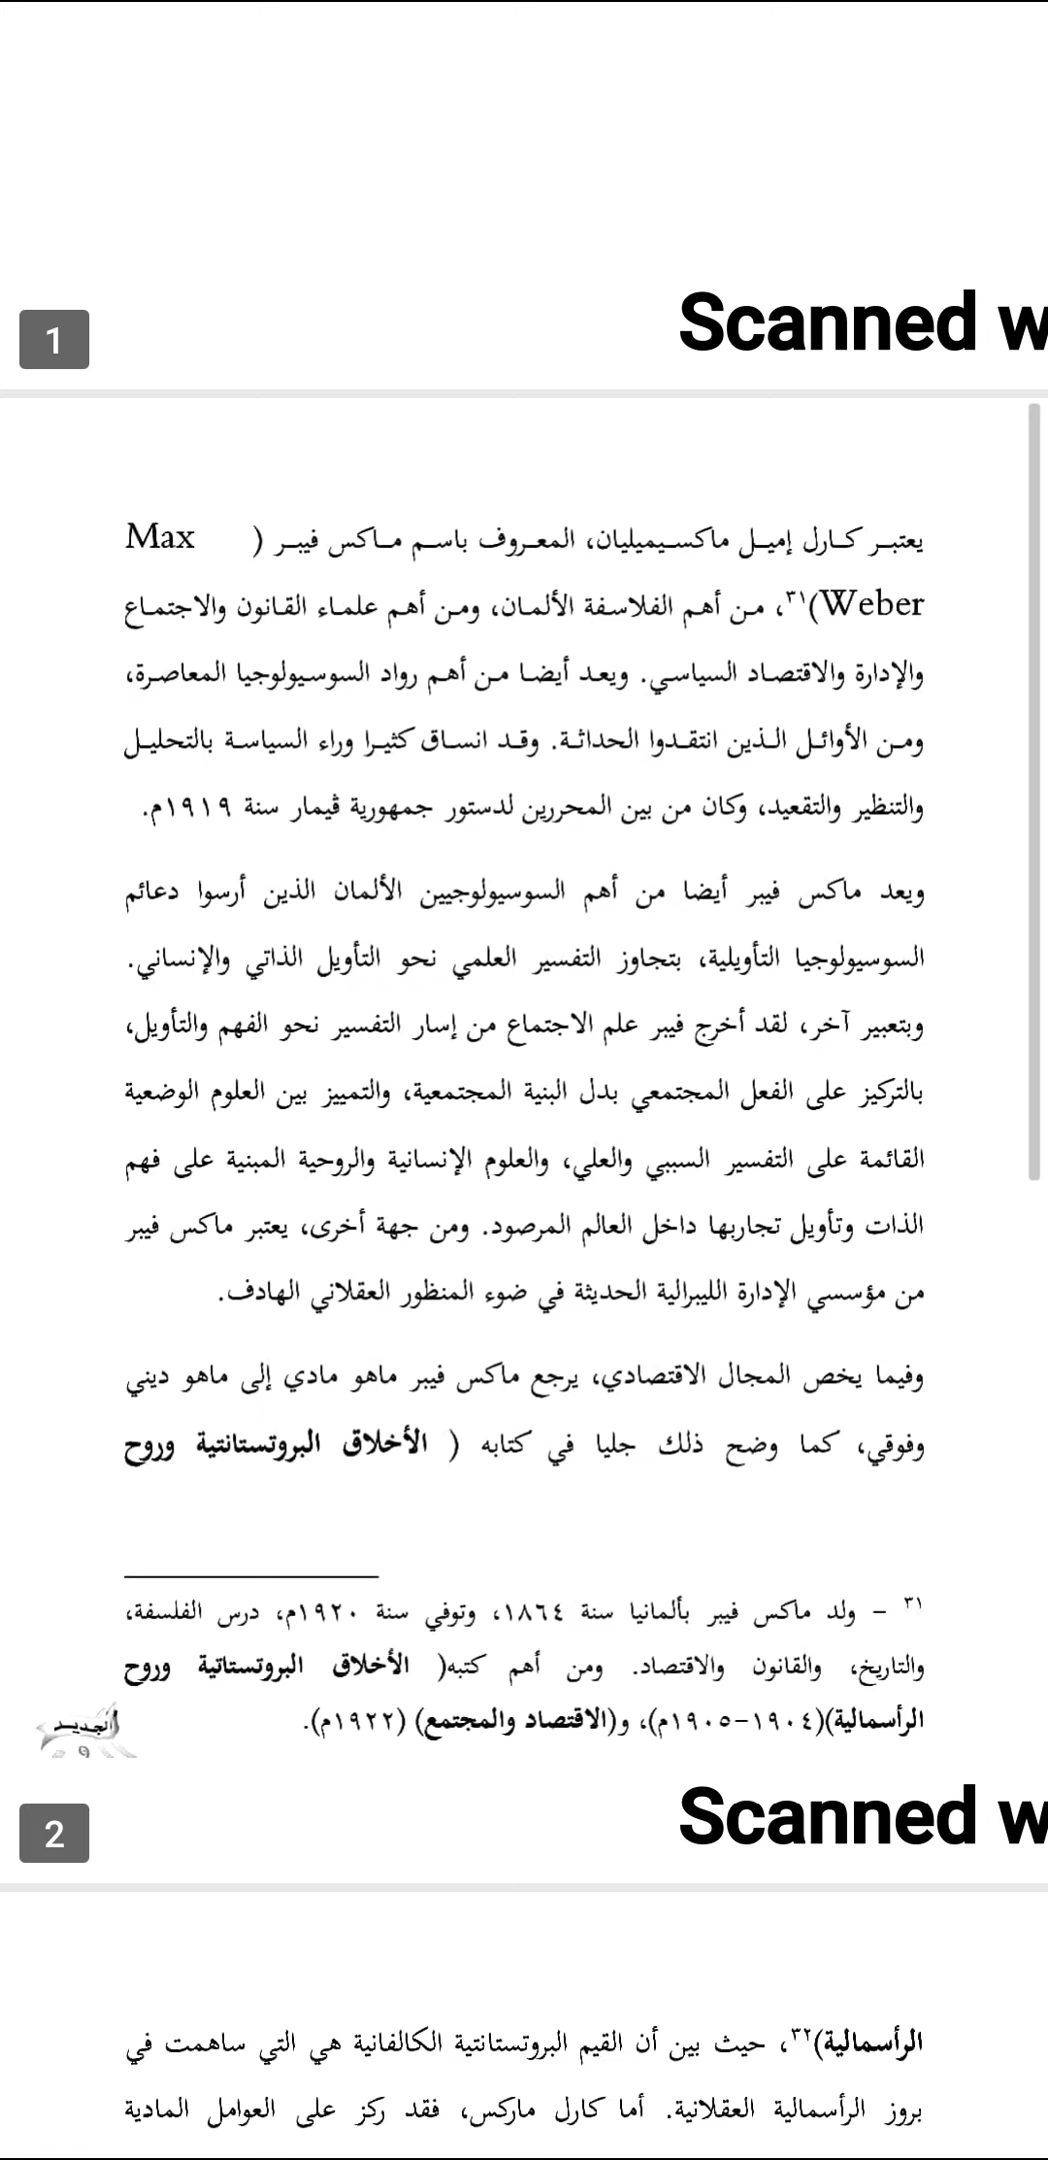 Scanned w
1
يعتبر كارل إميل ماكسيميليان، المعروف باسم ماكس فيبر ( Max
Weber)٣١، من أهم الفلاسفة الألمان، ومن أهم علماء القانون والاجتماع
والإدارة والاقتصاد السياسي. ويعد أيضا من أهم رواد السوسيولوجيا المعاصرة،
ومن الأوائل الذين انتقدوا الحداثة. وقد انساق كثيرا وراء السياسة بالتحليل
والتنظير والتقعيد، وكان من بين المحررين لدستور جمهورية ڤيمار سنة ١٩١٩م.
ويعد ماكس فيبر أيضا من أهم السوسيولوجيين الألمان الذين أرسوا دعائم
السوسيولوجيا التأويلية، بتجاوز التفسير العلمي نحو التأويل الذاتي والإنساني.
وبتعبير آخر، لقد أخرج فيبر علم الاجتماع من إسار التفسير نحو الفهم والتأويل،
بالتركيز على الفعل المجتمعي بدل البنية المجتمعية، والتمييز بين العلوم الوضعية
القائمة على التفسير السببي والعلي، والعلوم الإنسانية والروحية المبنية على فهم
الذات وتأويل تجاربها داخل العالم المرصود. ومن جهة أخرى، يعتبر ماكس فيبر
من مؤسسي الإدارة الليبرالية الحديثة في ضوء المنظور العقلاني الهادف.
وفيما يخص المجال الاقتصادي، يرجع ماكس فيبر ماهو مادي إلى ماهو ديني
وفوقي، كما وضح ذلك جليا في كتابه ( الأخلاق البروتستانتية وروح
٣١ - ولد ماكس فيبر بألمانيا سنة ١٨٦٤، وتوفي سنة ١٩٢٠م، درس الفلسفة،
والتاريخ، والقانون والاقتصاد. ومن أهم كتبه( الأخلاق البروتستاتية وروح
الرأسمالية)(١٩٠٤-١٩٠٥م)، و(الاقتصاد والمجتمع) (١٩٢٢م).
الجديد
Scanned w
2
الرأسمالية)٣٢، حيث بين أن القيم البروتستانتية الكالفانية هي التي ساهمت في
بروز الرأسمالية العقلانية. أما كارل ماركس، فقد ركز على العوامل المادية